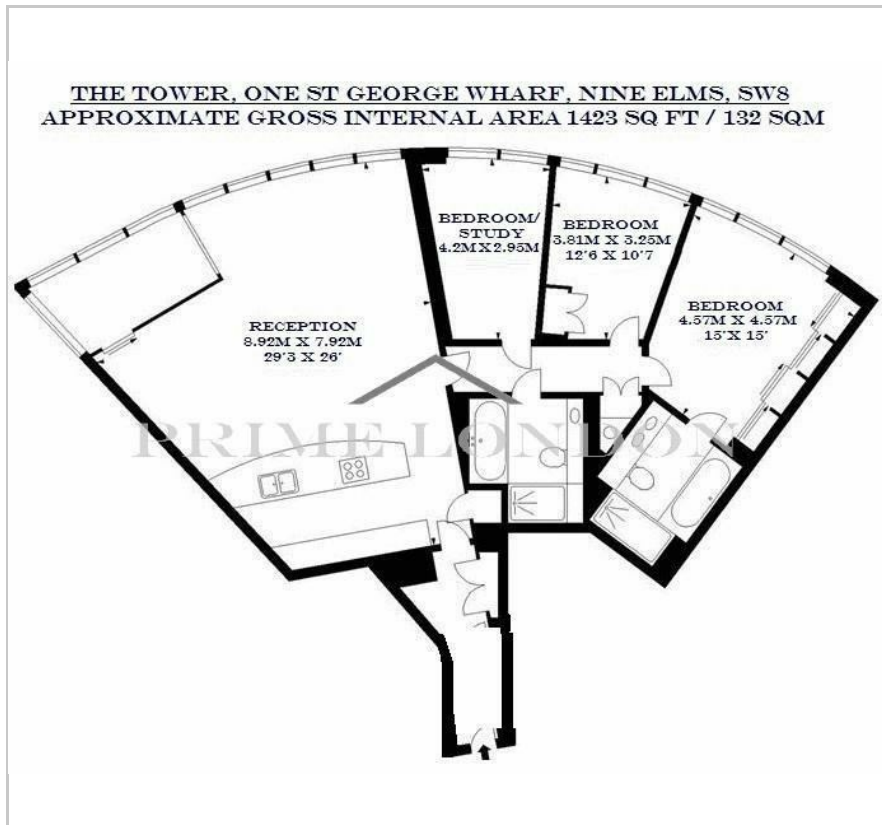 THE TOWER, ONE ST GEORGE WHARF, NINE ELMS, SW8
APPROXIMATE GROSS INTERNAL AREA 1423 SQ FT / 132 SQM
BEDROOM/
STUDY
4.2M X 2.95M
BEDROOM
3.81M X 3.25M
12'6 X 10'7
BEDROOM
4.57M X 4.57M
15' X 15'
RECEPTION
8.92M X 7.92M
29'3 X 26'
PRIME LONDON